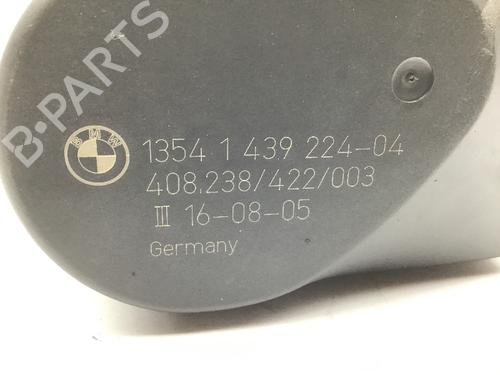 B-PARTS
BMW
1354 1 439 224-04
408.238/422/003
III 16-08-05
Germany